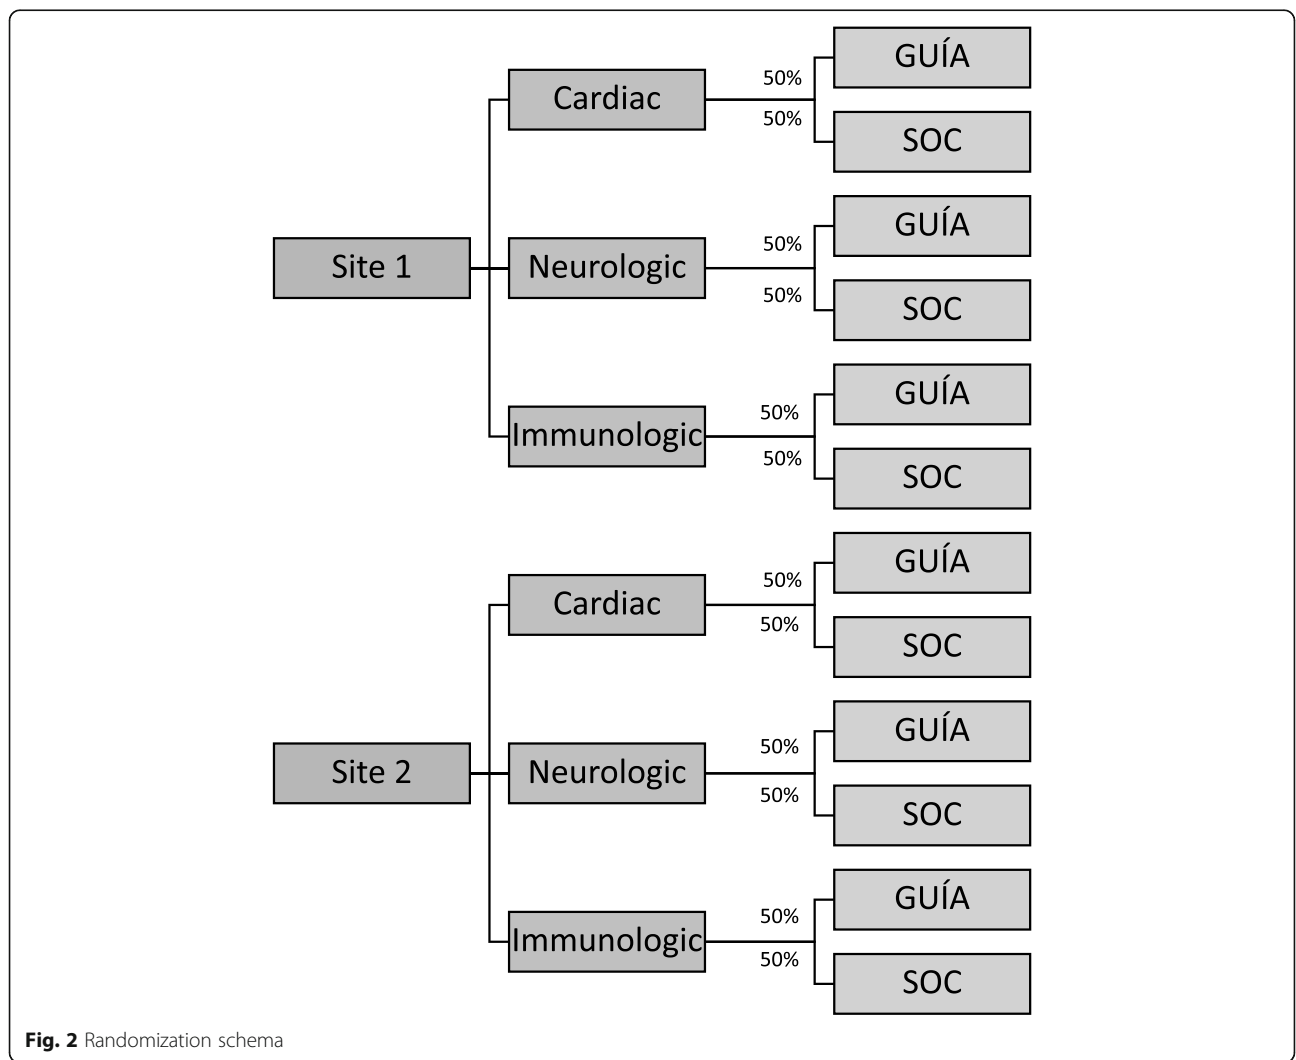 GUÍA
50%
Cardiac
50%
SOC
GUÍA
50%
Site 1
Neurologic
50%
SOC
GUÍA
50%
Immunologic
50%
SOC
GUÍA
50%
Cardiac
50%
SOC
GUÍA
50%
Site 2
Neurologic
50%
SOC
GUÍA
50%
Immunologic
50%
SOC
Fig. 2 Randomization schema